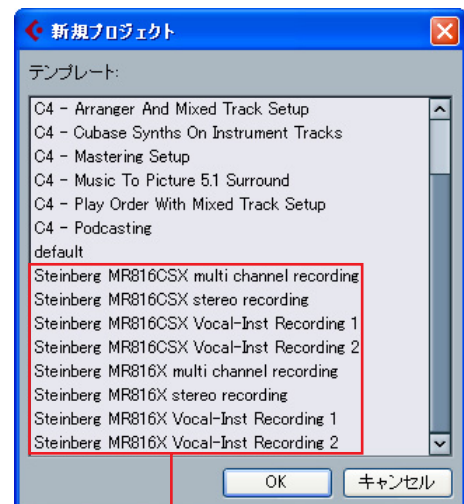 新規プロジェクト
テンプレート:
C4 - Arranger And Mixed Track Setup
C4 - Cubase Synths On Instrument Tracks
C4 - Mastering Setup
C4 - Music To Picture 5.1 Surround
C4 - Play Order With Mixed Track Setup
C4 - Podcasting
default
Steinberg MR816CSX multi channel recording
Steinberg MR816CSX stereo recording
Steinberg MR816CSX Vocal-Inst Recording 1
Steinberg MR816CSX Vocal-Inst Recording 2
Steinberg MR816X multi channel recording
Steinberg MR816X stereo recording
Steinberg MR816X Vocal-Inst Recording 1
Steinberg MR816X Vocal-Inst Recording 2
OK キャンセル